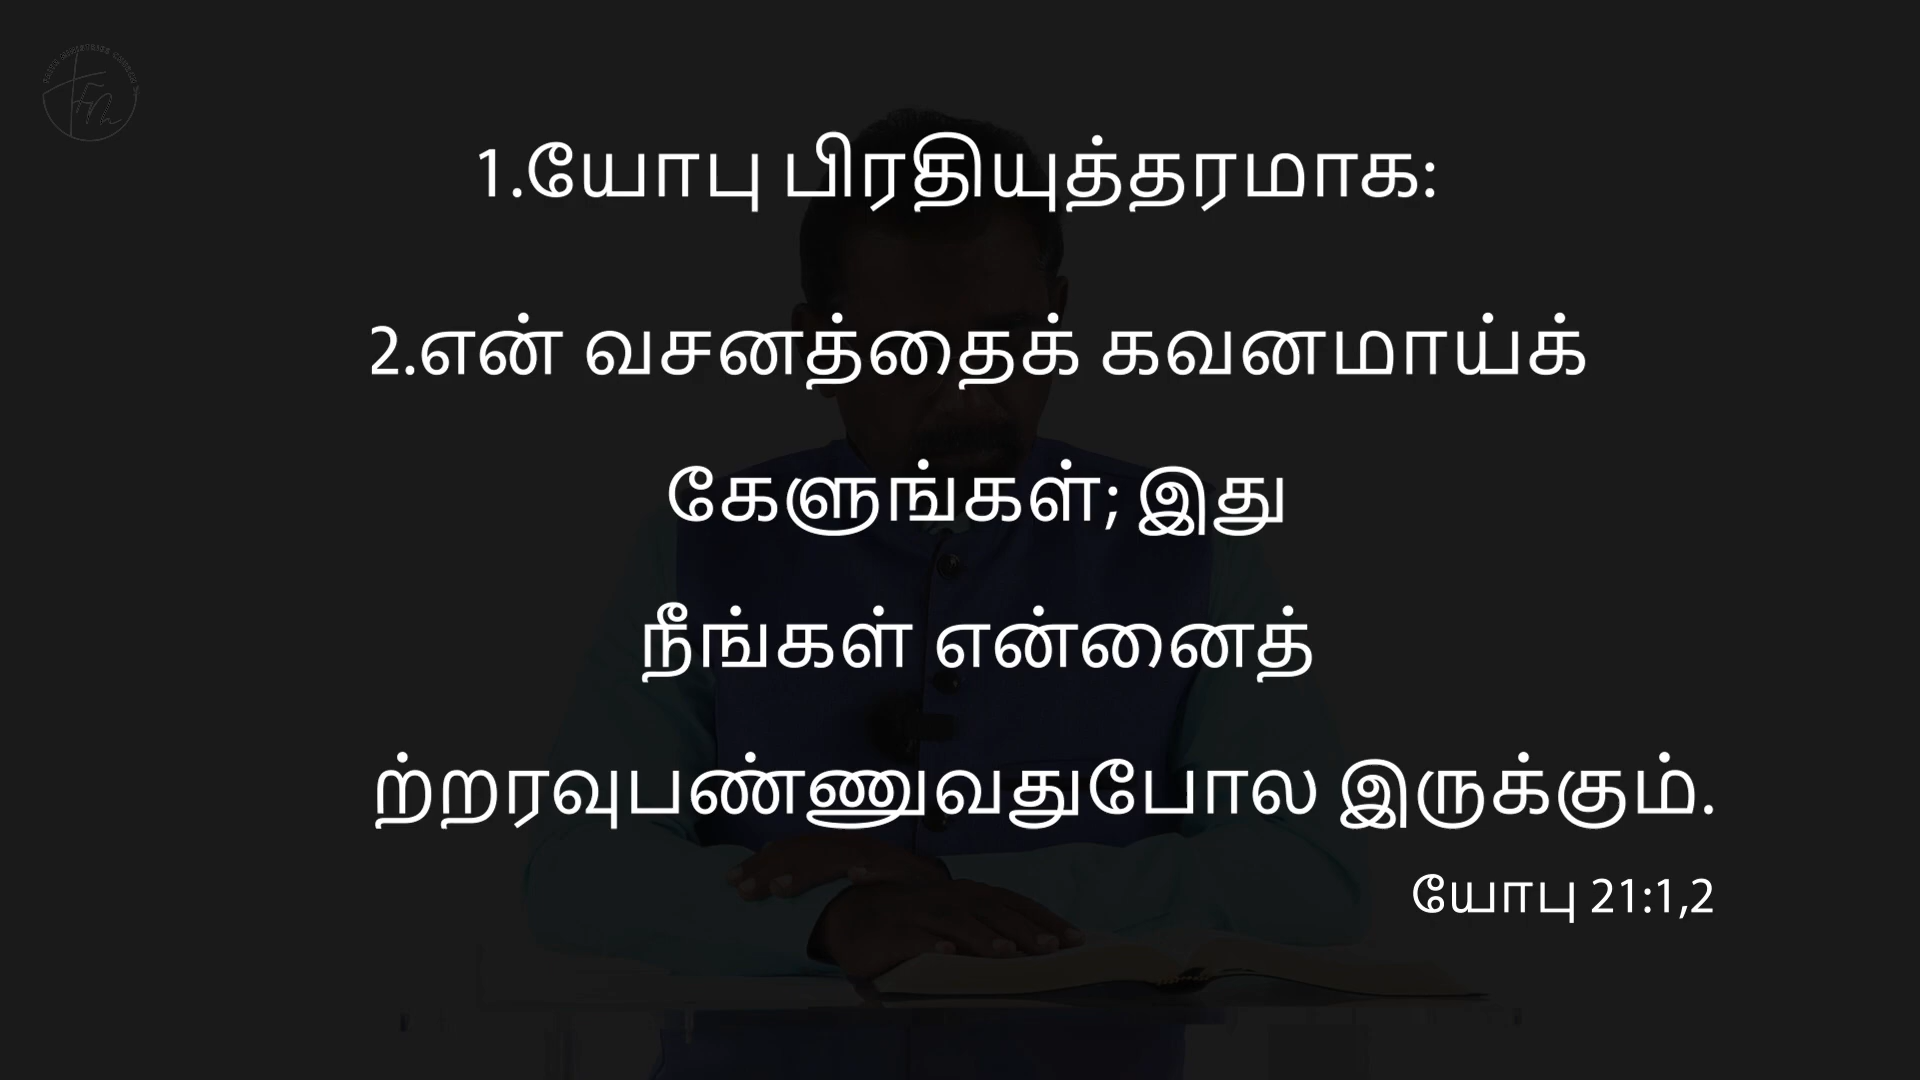 1.யோபு பிரதியுத்தரமாக:
2.என் வசனத்தைக் கவனமாய்க்
கேளுங்கள்; இது
நீங்கள் என்னைத்
ற்றரவுபண்ணுவதுபோல இருக்கும்.
யோபு 21:1,2